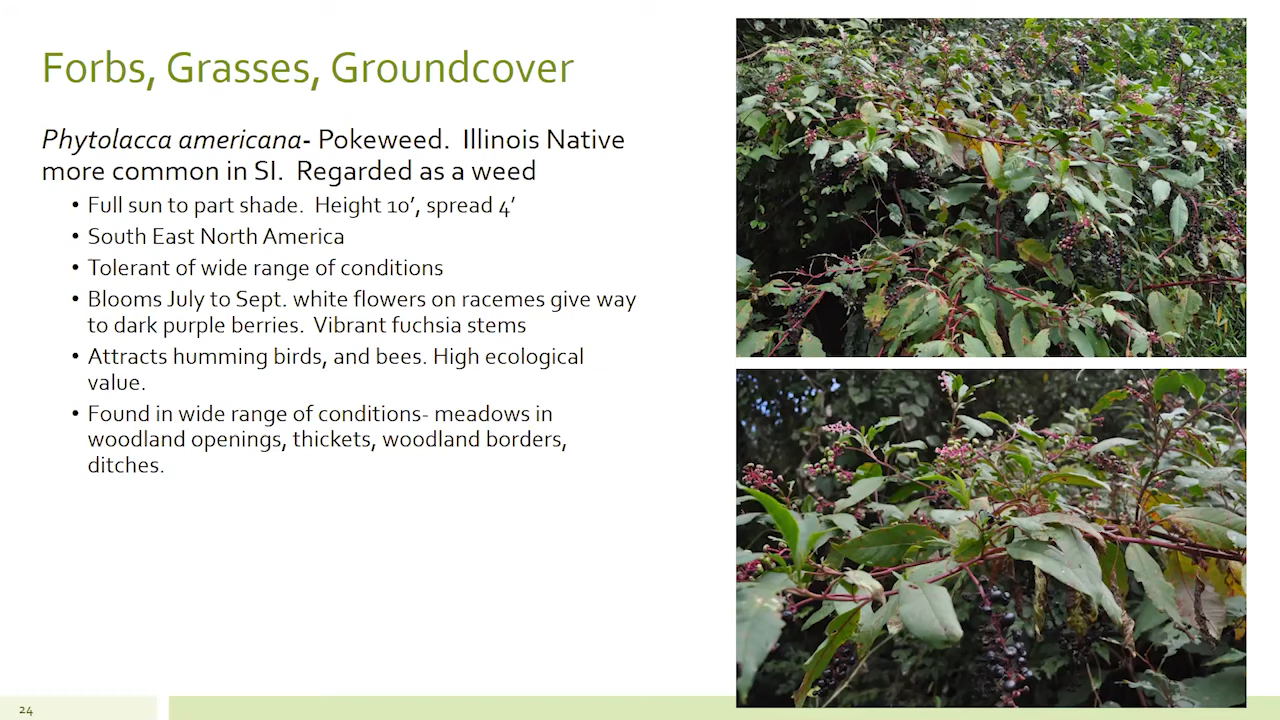 Forbs, Grasses, Groundcover
Phytolacca americana- Pokeweed.  Illinois Native
more common in SI.  Regarded as a weed
• Full sun to part shade.  Height 10’, spread 4’
• South East North America
• Tolerant of wide range of conditions
• Blooms July to Sept. white flowers on racemes give way
to dark purple berries.  Vibrant fuchsia stems
• Attracts humming birds, and bees. High ecological
value.
• Found in wide range of conditions- meadows in
woodland openings, thickets, woodland borders,
ditches.
24